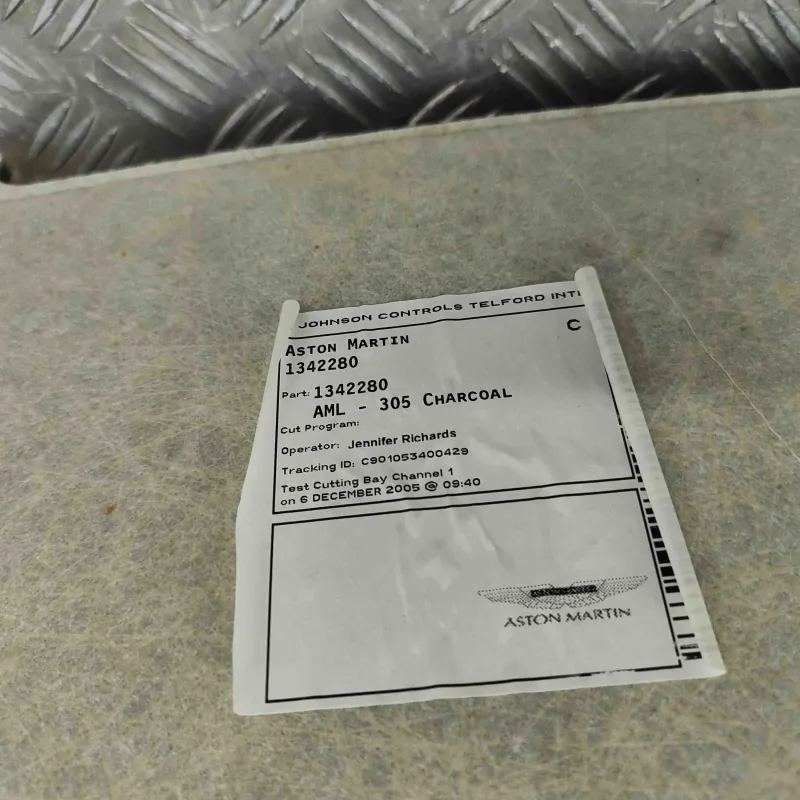 JOHNSON CONTROLS TELFORD INTE
C
ASTON MARTIN
1342280
Part: 1342280
AML - 305 CHARCOAL
Cut Program:
Operator: Jennifer Richards
Tracking ID: C901053400429
Test Cutting Bay Channel 1
on 6 DECEMBER 2005 @ 09:40
ASTON MARTIN